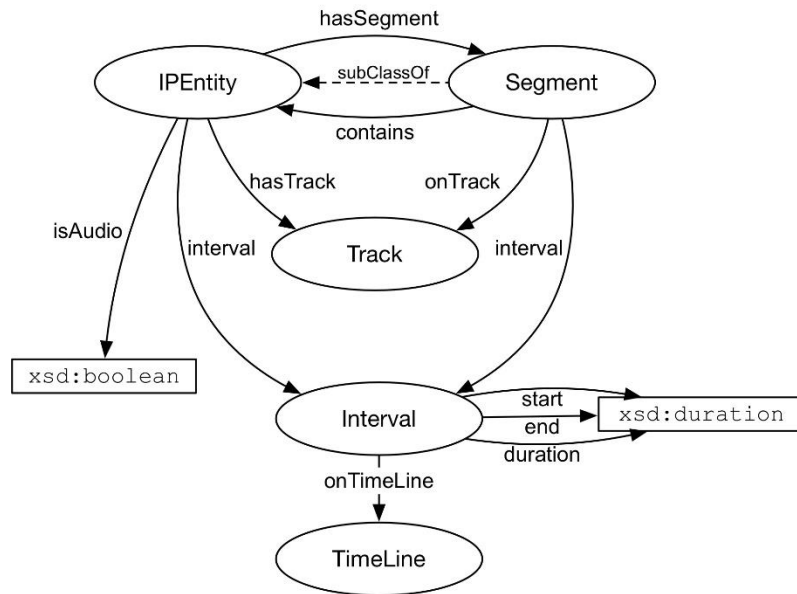 hasSegment
IPEntity
subClassOf
Segment
contains
hasTrack
onTrack
isAudio
interval
Track
interval
xsd:boolean
Interval
start
end
duration
xsd:duration
onTimeLine
TimeLine